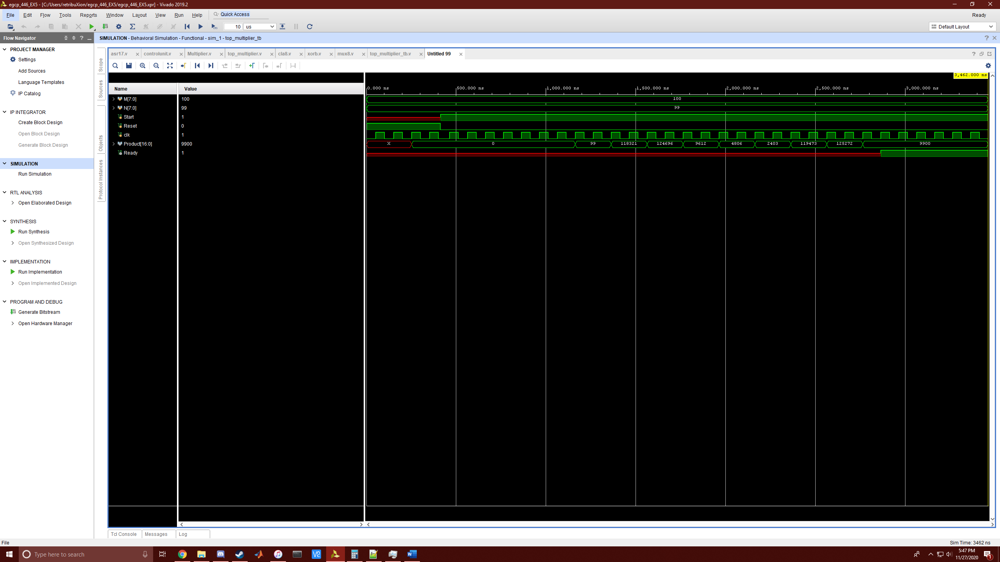 egcp_446_EX5 - [C:/Users/retribuXion/egcp_446_EX5/egcp_446_EX5.xpr] - Vivado 2019.2
File Edit Flow Tools Reports Window Layout View Run Help Quick Access Ready
10 us Default Layout
Flow Navigator ? SIMULATION - Behavioral Simulation - Functional - sim_1 - top_multiplier_tb ?
PROJECT MANAGER
Settings
Add Sources
Language Templates
IP Catalog
IP INTEGRATOR
Create Block Design
Open Block Design
Generate Block Design
SIMULATION
Run Simulation
RTL ANALYSIS
Open Elaborated Design
SYNTHESIS
Run Synthesis
Open Synthesized Design
IMPLEMENTATION
Run Implementation
Open Implemented Design
PROGRAM AND DEBUG
Generate Bitstream
Open Hardware Manager
Scope
Sources
Objects
Protocol Instances
asr17.v controlunit.v Multiplier.v top_multiplier.v cla8.v xorb.v mux8.v top_multiplier_tb.v Untitled 99 ?
3,462.000 ns
Name Value 0.000 ns 500.000 ns 1,000.000 ns 1,500.000 ns 2,000.000 ns 2,500.000 ns 3,000.000 ns
M[7:0] 100 100
N[7:0] 99 99
Start 1
Reset 0
clk 1
Product[16:0] 9900 X 0 99 118321 124696 9612 4806 2403 119473 125272 9900
Ready 1
Tcl Console Messages Log
File Sim Time: 3462 ns
Type here to search
5:47 PM
11/27/2020
1